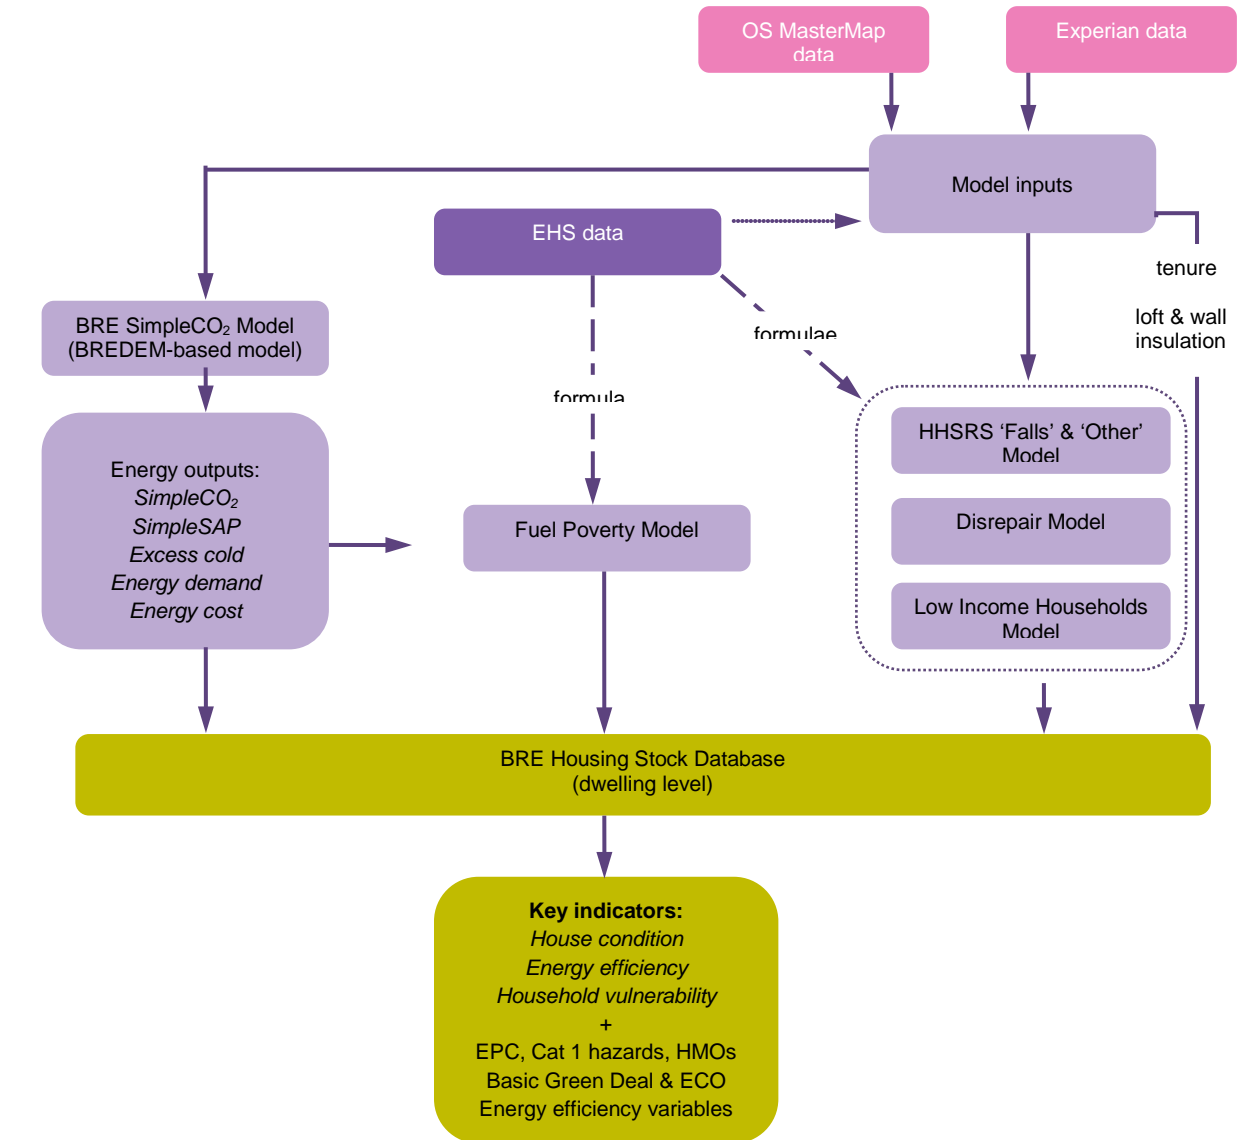 OS MasterMap
data
Experian data
Model inputs
EHS data
tenure
loft & wall
insulation
BRE SimpleCO₂ Model
(BREDEM-based model)
formulae
formula
HHSRS ‘Falls’ & ‘Other’
Model
Energy outputs:
SimpleCO₂
SimpleSAP
Excess cold
Energy demand
Energy cost
Fuel Poverty Model
Disrepair Model
Low Income Households
Model
BRE Housing Stock Database
(dwelling level)
Key indicators:
House condition
Energy efficiency
Household vulnerability
+
EPC, Cat 1 hazards, HMOs
Basic Green Deal & ECO
Energy efficiency variables